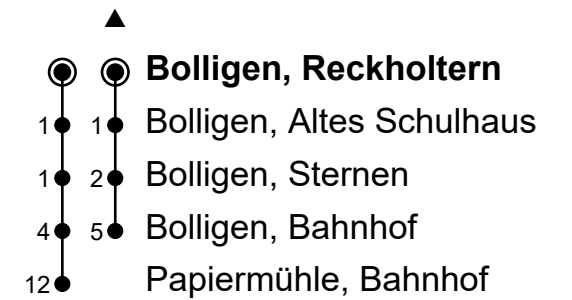 ▲
Bolligen, Reckholtern
1 1 Bolligen, Altes Schulhaus
1 2 Bolligen, Sternen
4 5 Bolligen, Bahnhof
12 Papiermühle, Bahnhof